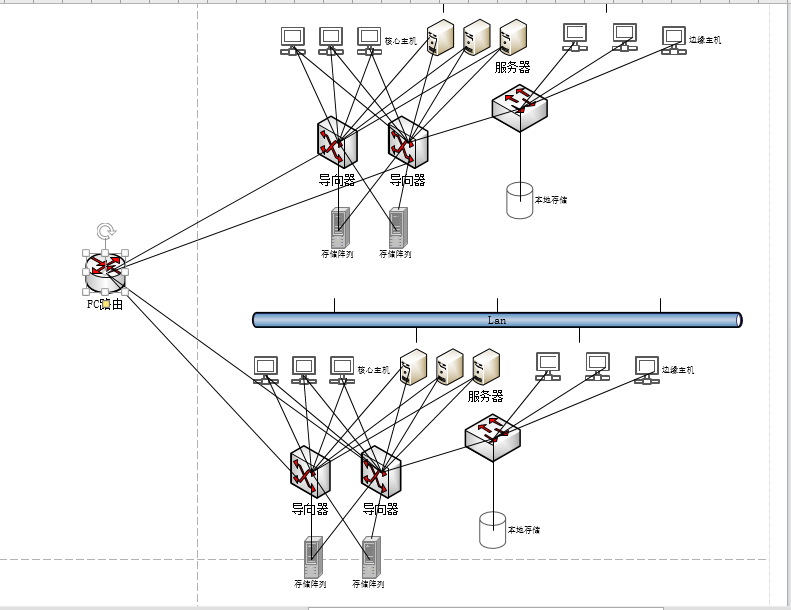 核心主机
边缘主机
服务器
导向器
导向器
本地存储
存储阵列
存储阵列
FC路由
Lan
核心主机
边缘主机
服务器
导向器
导向器
本地存储
存储阵列
存储阵列